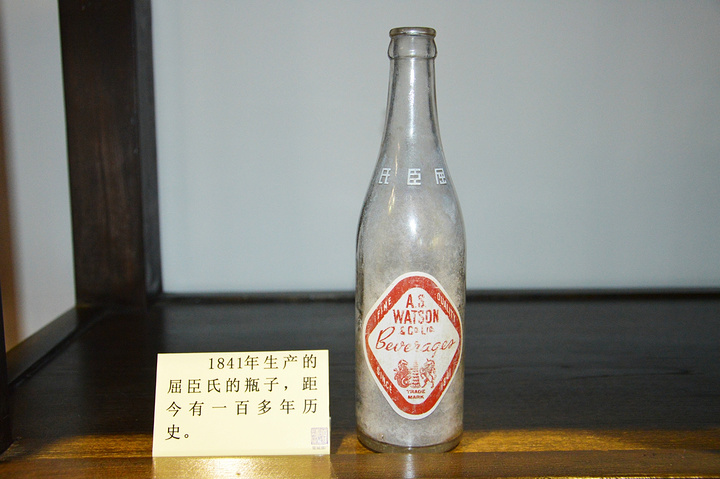 屈臣氏
FINE QUALITY
A.S.
WATSON
& CO. LTD.
Beverages
TRADE
MARK
1841年生产的
屈臣氏的瓶子，距
今有一百多年历
史。